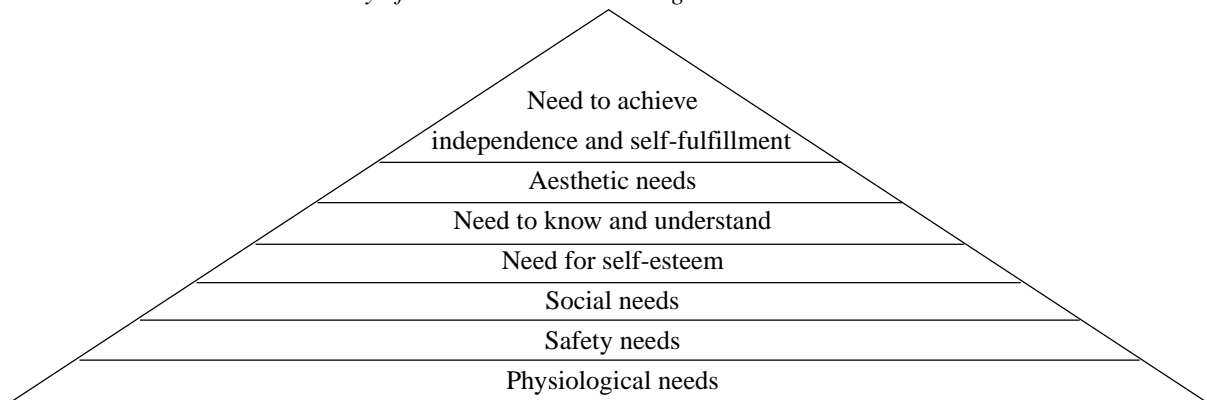 Need to achieve
independence and self-fulfillment
Aesthetic needs
Need to know and understand
Need for self-esteem
Social needs
Safety needs
Physiological needs